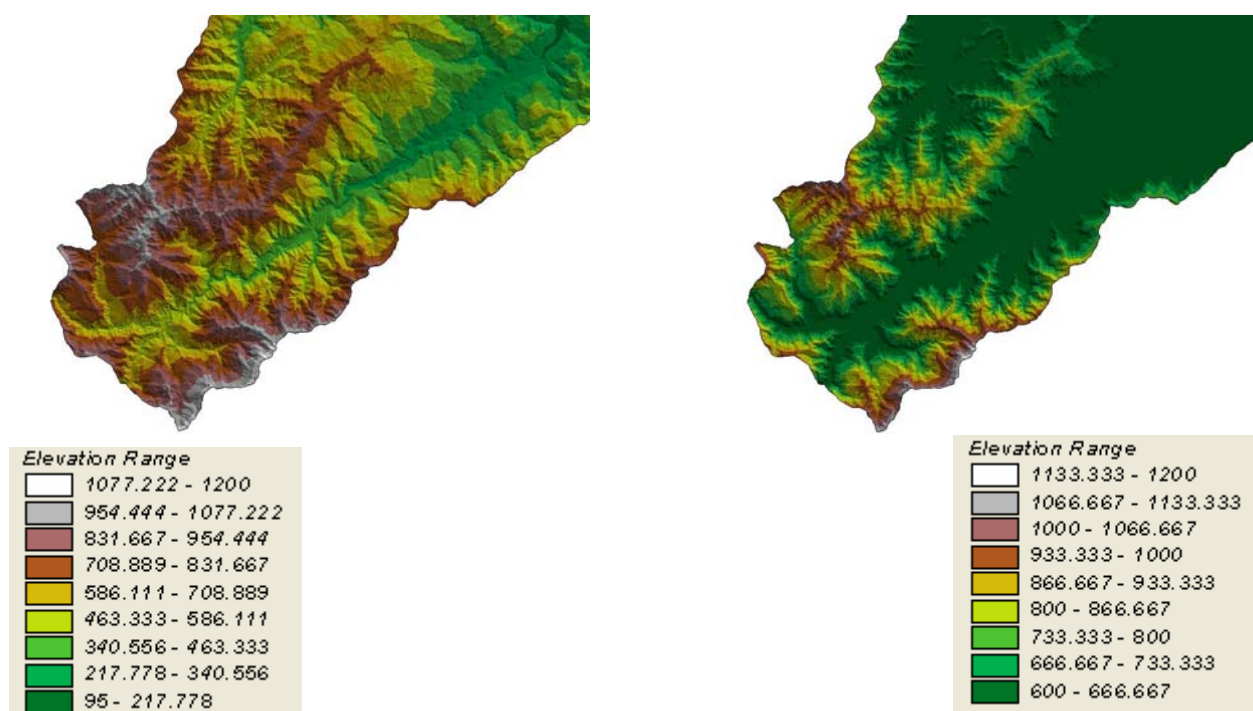 Elevation Range
1077.222 - 1200
954.444 - 1077.222
831.667 - 954.444
708.889 - 831.667
586.111 - 708.889
463.333 - 586.111
340.556 - 463.333
217.778 - 340.556
95 - 217.778
Elevation Range
1133.333 - 1200
1066.667 - 1133.333
1000 - 1066.667
933.333 - 1000
866.667 - 933.333
800 - 866.667
733.333 - 800
666.667 - 733.333
600 - 666.667